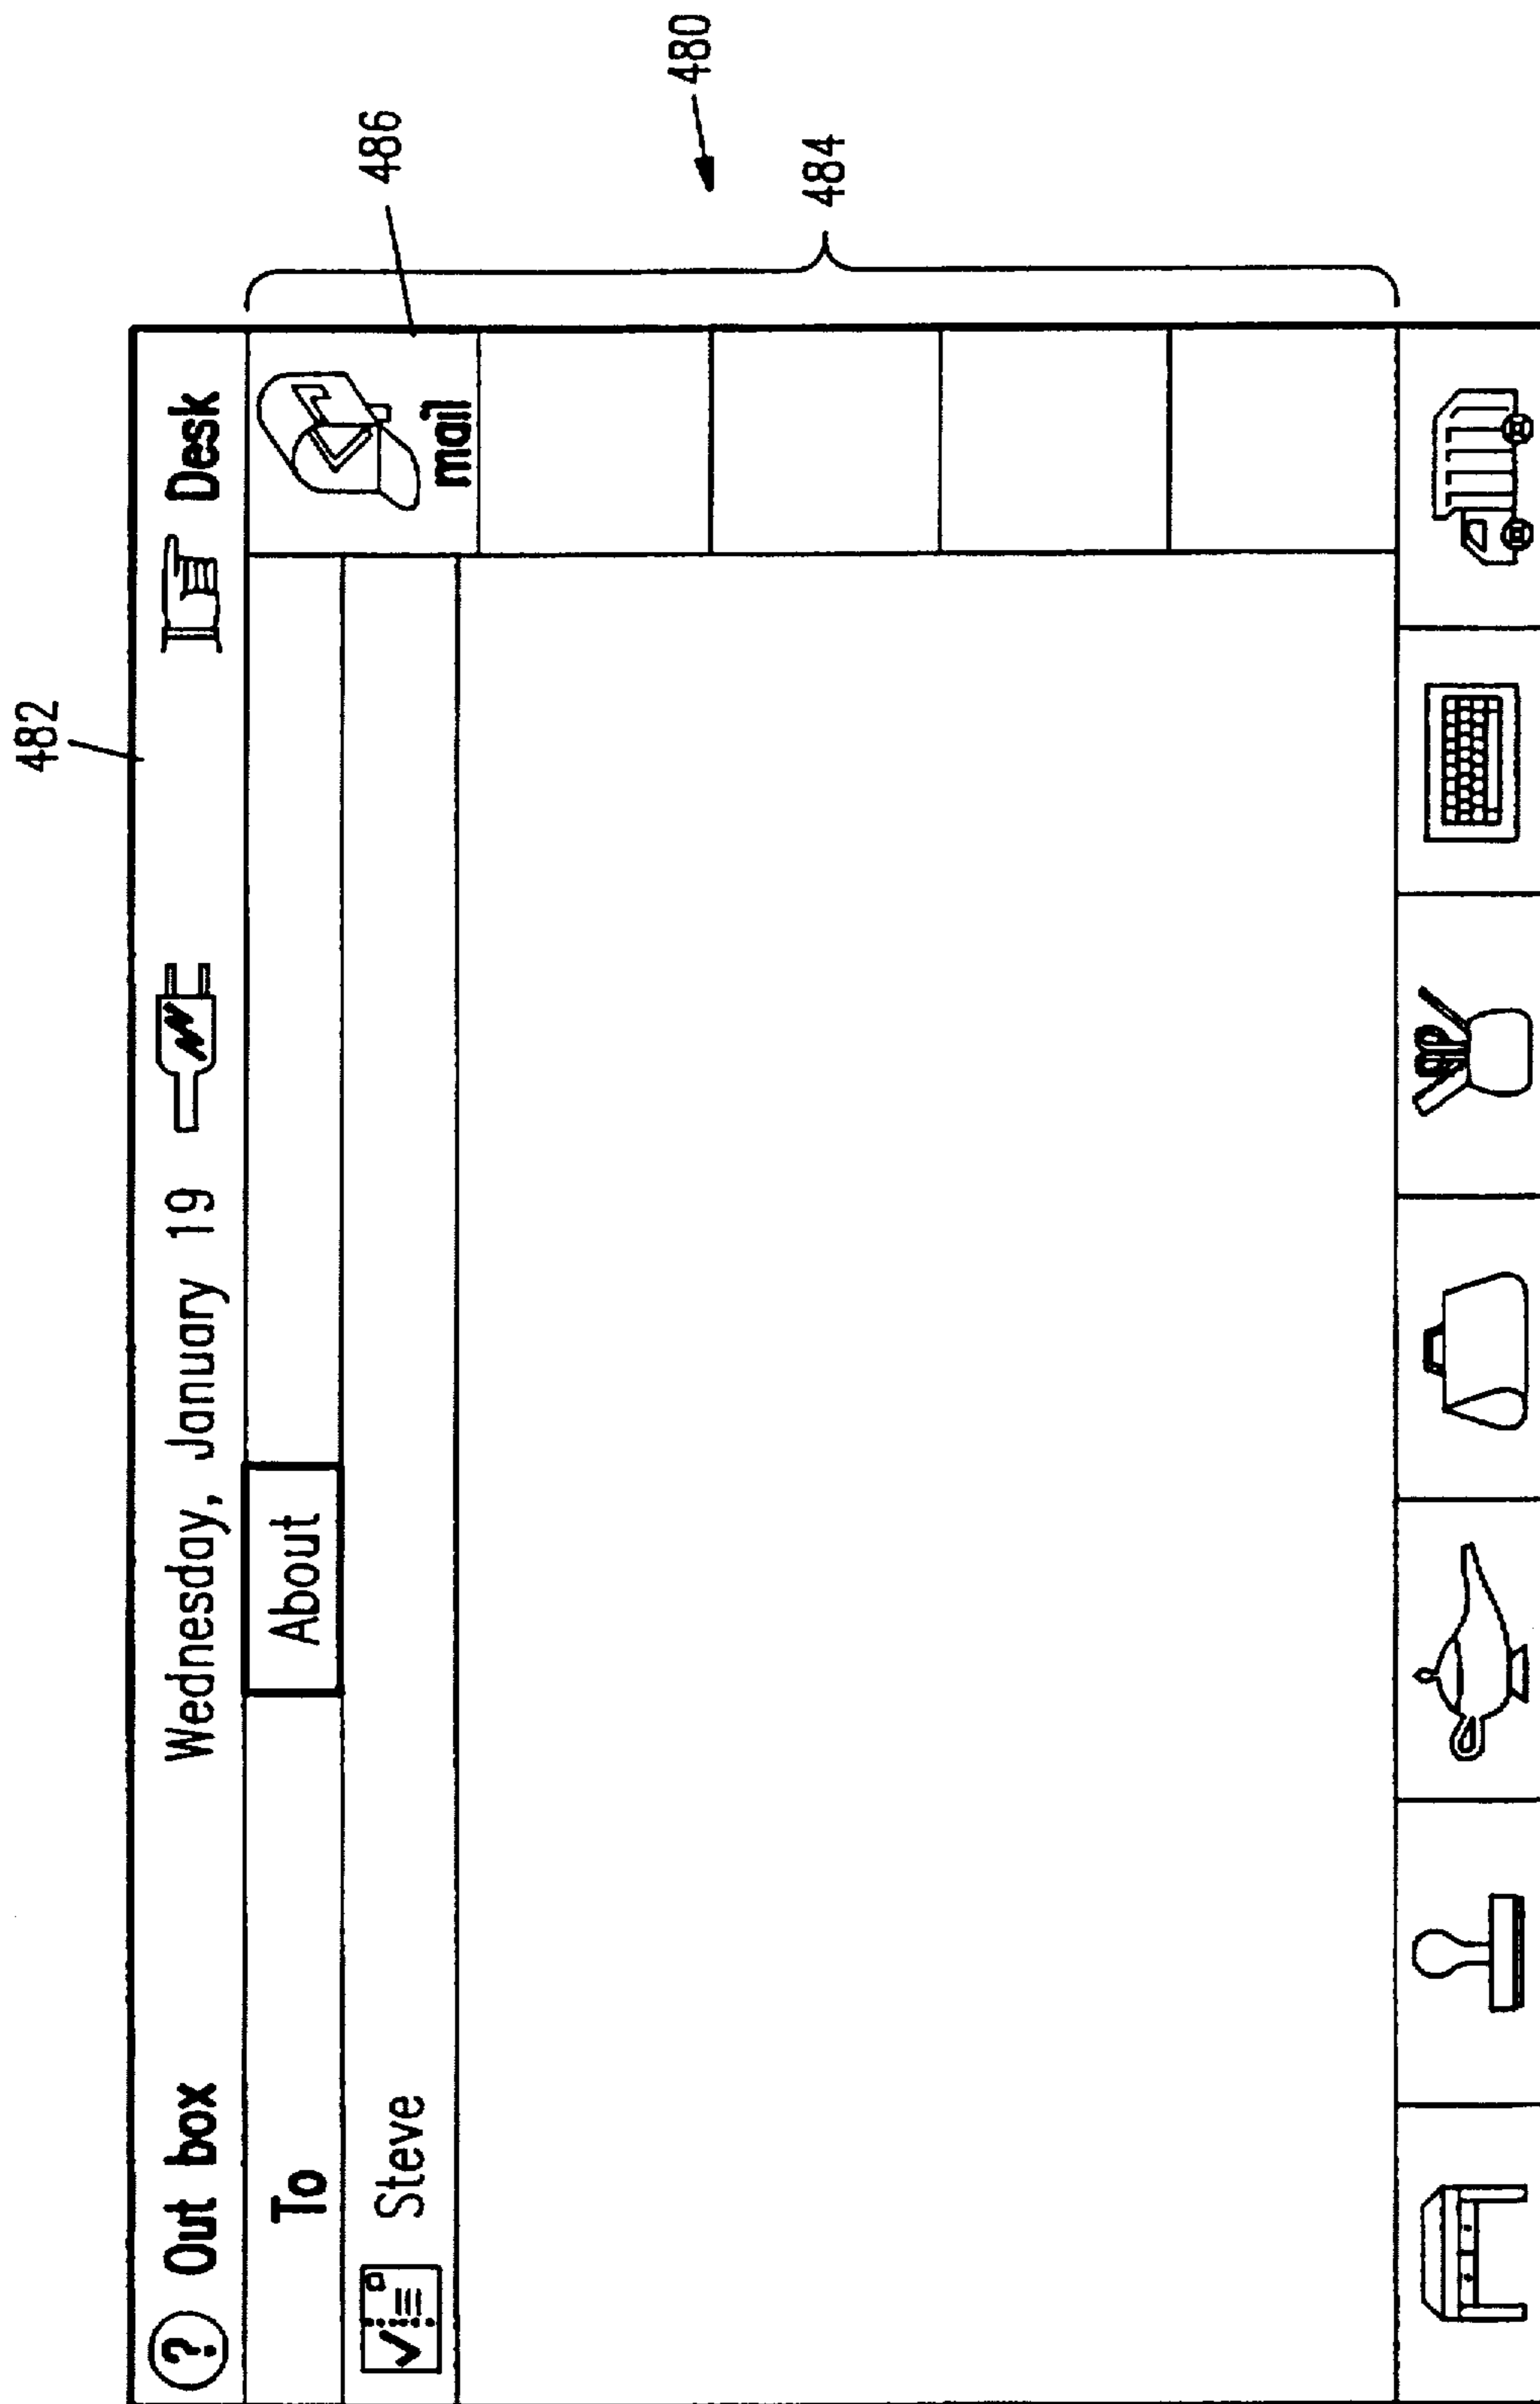 482
480
486
484
? Out box Wednesday, January 19 Desk
To About
mail
Steve